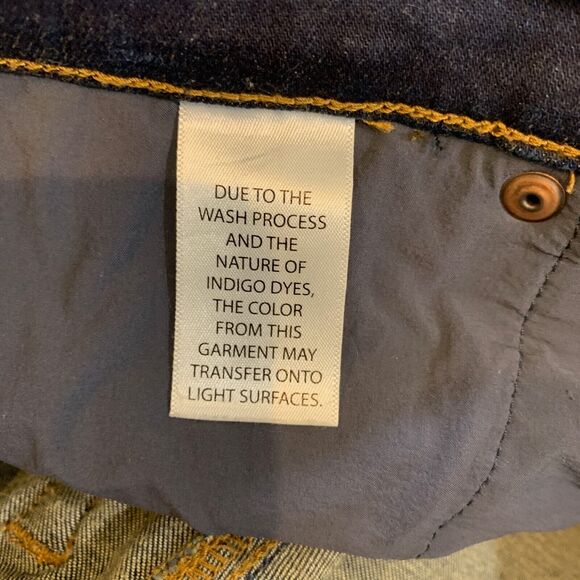 DUE TO THE
WASH PROCESS
AND THE
NATURE OF
INDIGO DYES,
THE COLOR
FROM THIS
GARMENT MAY
TRANSFER ONTO
LIGHT SURFACES.